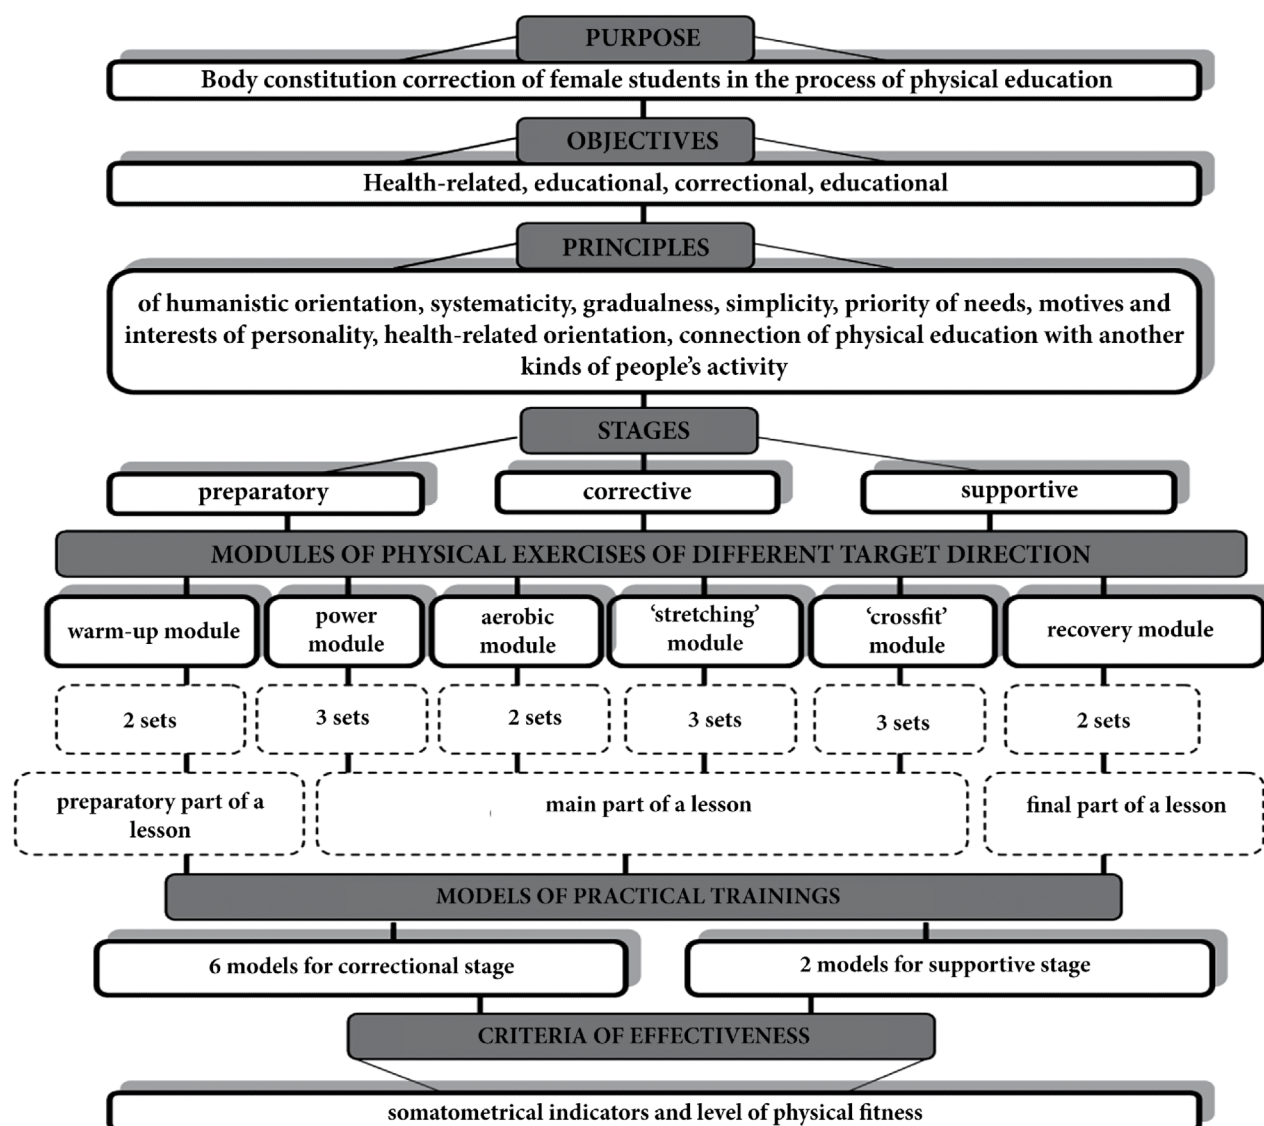 PURPOSE
Body constitution correction of female students in the process of physical education
OBJECTIVES
Health-related, educational, correctional, educational
PRINCIPLES
of humanistic orientation, systematicity, gradualness, simplicity, priority of needs, motives and
interests of personality, health-related orientation, connection of physical education with another
kinds of people’s activity
STAGES
preparatory
corrective
supportive
MODULES OF PHYSICAL EXERCISES OF DIFFERENT TARGET DIRECTION
warm-up module
power
module
aerobic
module
‘stretching’
module
‘crossfit’
module
recovery module
2 sets
3 sets
2 sets
3 sets
3 sets
2 sets
preparatory part of a
lesson
main part of a lesson
final part of a lesson
MODELS OF PRACTICAL TRAININGS
6 models for correctional stage
2 models for supportive stage
CRITERIA OF EFFECTIVENESS
somatometrical indicators and level of physical fitness